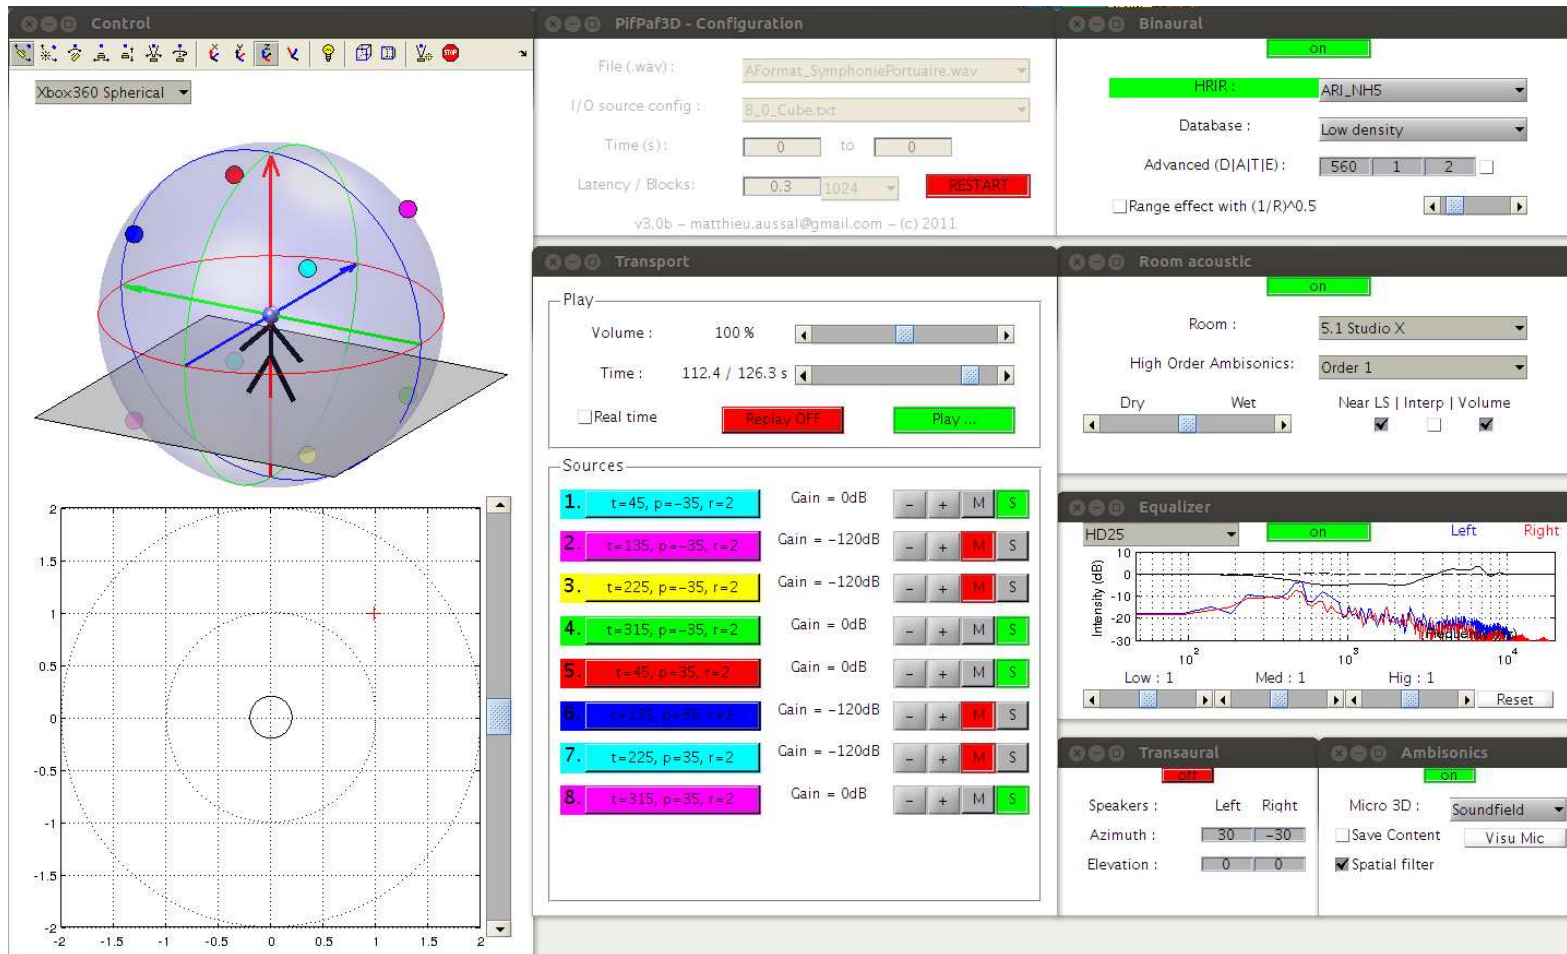 Control
STOP
Xbox360 Spherical
2
1.5
1
0.5
0
-0.5
-1
-1.5
-2
-2 -1.5 -1 -0.5 0 0.5 1 1.5 2
PifPaf3D - Configuration
File (.wav) : AFormat_SymphoniePortuaire.wav
I/O source config : 8_0_Cube.txt
Time (s) : 0 to 0
Latency / Blocks: 0.3 1024 RESTART
v3.0b – matthieu.aussal@gmail.com – (c) 2011
Transport
Play
Volume : 100 %
Time : 112.4 / 126.3 s
Real time Replay OFF Play ...
Sources
1. t=45, p=-35, r=2 Gain = 0dB - + M S
2. t=135, p=-35, r=2 Gain = -120dB - + M S
3. t=225, p=-35, r=2 Gain = -120dB - + M S
4. t=315, p=-35, r=2 Gain = 0dB - + M S
5. t=45, p=35, r=2 Gain = 0dB - + M S
6. t=135, p=35, r=2 Gain = -120dB - + M S
7. t=225, p=35, r=2 Gain = -120dB - + M S
8. t=315, p=35, r=2 Gain = 0dB - + M S
Binaural
on
HRIR : ARI_NH5
Database : Low density
Advanced (D|A|T|E) : 560 1 2
Range effect with (1/R)^0.5
Room acoustic
on
Room : 5.1 Studio X
High Order Ambisonics: Order 1
Dry Wet Near LS | Interp | Volume
Equalizer
HD25 on Left Right
Intensity (dB)
10
0
-10
-20
-30
10^2 10^3 10^4
Low : 1 Med : 1 Hig : 1
Reset
Transaural
off
Speakers : Left Right
Azimuth : 30 -30
Elevation : 0 0
Ambisonics
on
Micro 3D : Soundfield
Save Content Visu Mic
Spatial filter